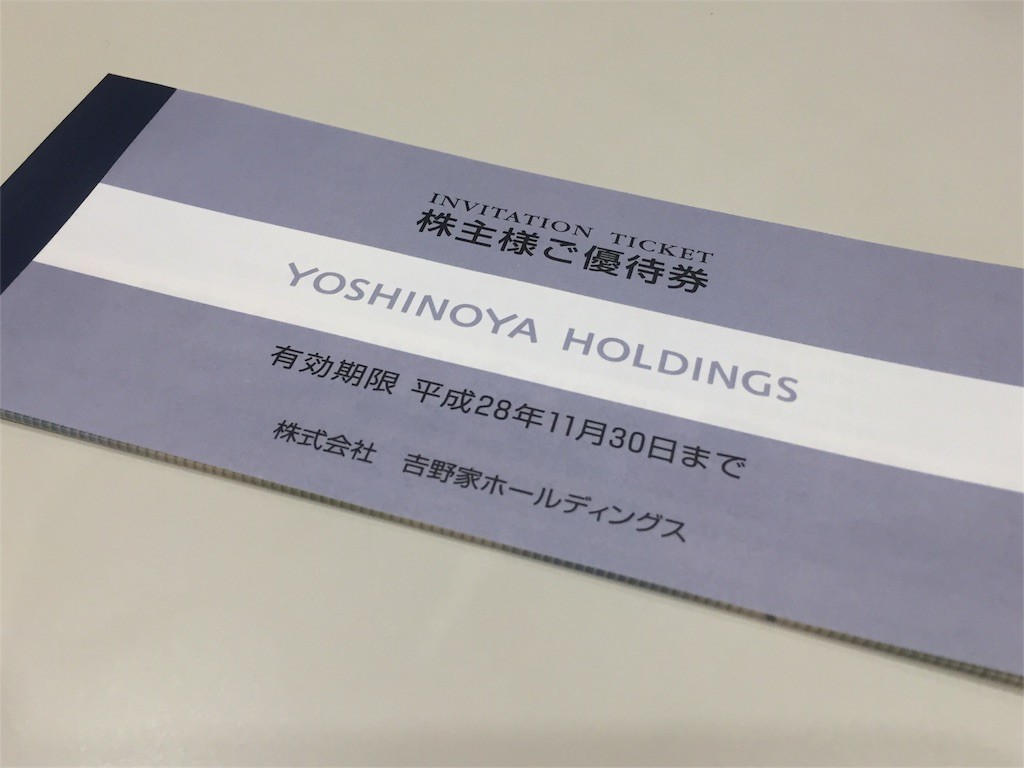 INVITATION TICKET
株主様ご優待券
YOSHINOYA HOLDINGS
有効期限 平成28年11月30日まで
株式会社 吉野家ホールディングス